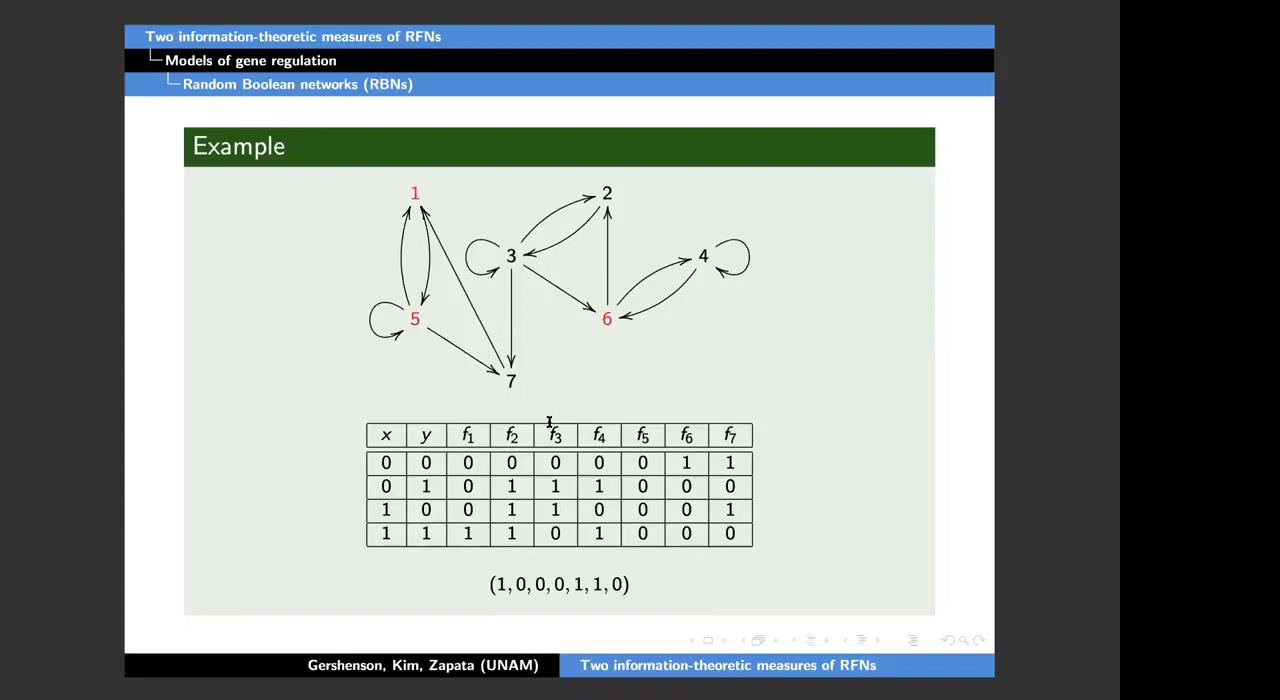 Two information-theoretic measures of RFNs
Models of gene regulation
Random Boolean networks (RBNs)
Example
1 2
3 4
5 6
7
x y f1 f2 f3 f4 f5 f6 f7
0 0 0 0 0 0 0 1 1
0 1 0 1 1 1 0 0 0
1 0 0 1 1 0 0 0 1
1 1 1 1 0 1 0 0 0
(1, 0, 0, 0, 1, 1, 0)
Gershenson, Kim, Zapata (UNAM) Two information-theoretic measures of RFNs